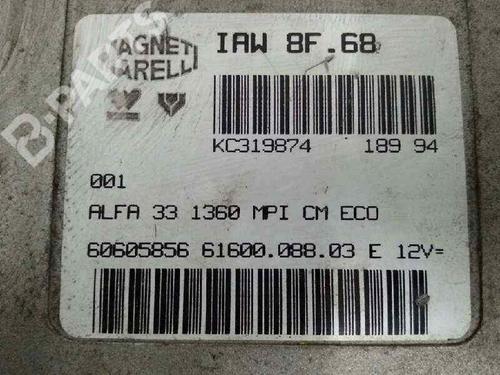 MAGNETI
MARELLI
IAW 8F.68
KC319874 189 94
001
ALFA 33 1360 MPI CM ECO
60605856 61600.088.03 E 12V=
B-PARTS